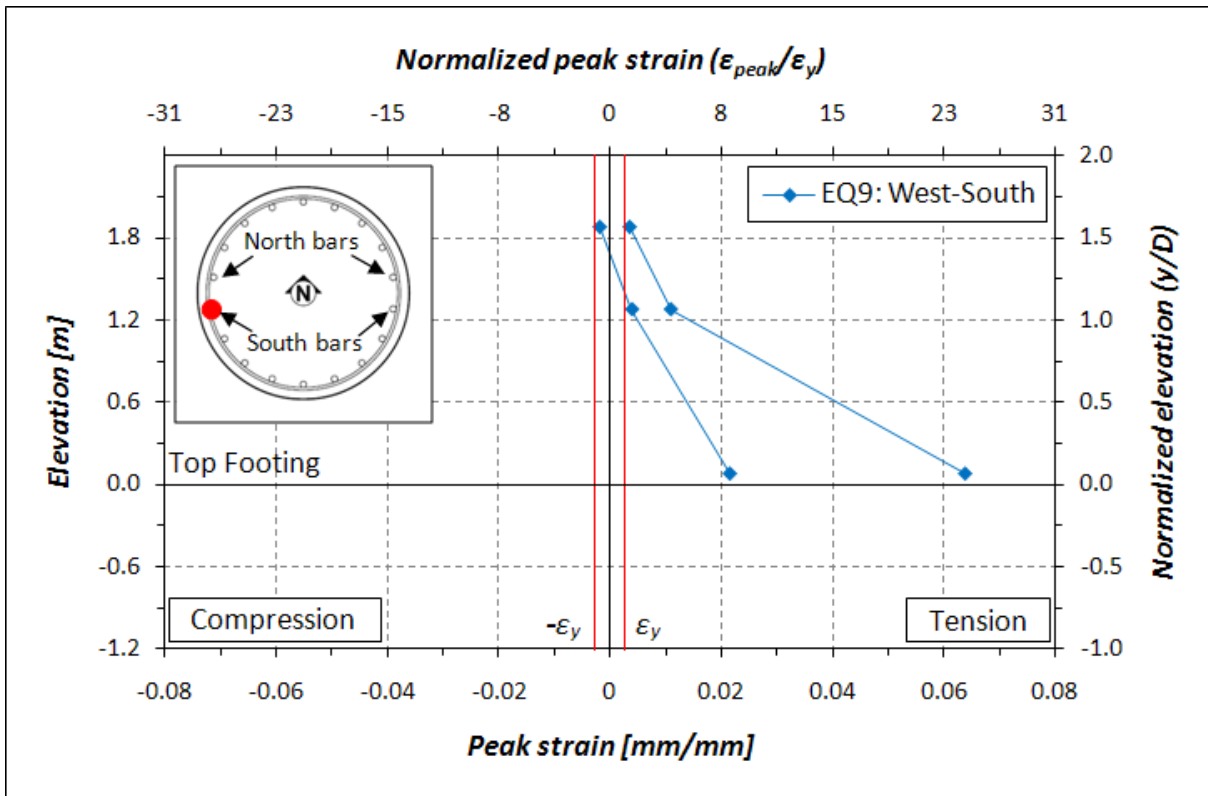 Normalized peak strain (εpeak/εy)
-31 -23 -15 -8 0 8 15 24 31
EQ9: West-South
North bars
N
South bars
Top Footing
Compression
-εy
εy
Tension
Elevation [m]
1.8
1.2
0.6
0.0
-0.6
-1.2
2.0
1.5
1.0
0.5
0.0
-0.5
-1.0
Normalized elevation (y/D)
-0.08 -0.06 -0.04 -0.02 0 0.02 0.04 0.06 0.08
Peak strain [mm/mm]